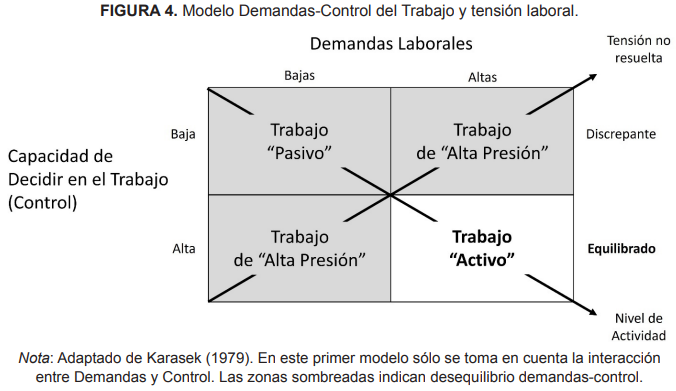 FIGURA 4. Modelo Demandas-Control del Trabajo y tensión laboral.
Demandas Laborales
Tensión no
resuelta
Bajas
Altas
Baja
Trabajo
“Pasivo”
Trabajo
de “Alta Presión”
Discrepante
Capacidad de
Decidir en el Trabajo
(Control)
Alta
Trabajo
de “Alta Presión”
Trabajo
“Activo”
Equilibrado
Nivel de
Actividad
Nota: Adaptado de Karasek (1979). En este primer modelo sólo se toma en cuenta la interacción
entre Demandas y Control. Las zonas sombreadas indican desequilibrio demandas-control.